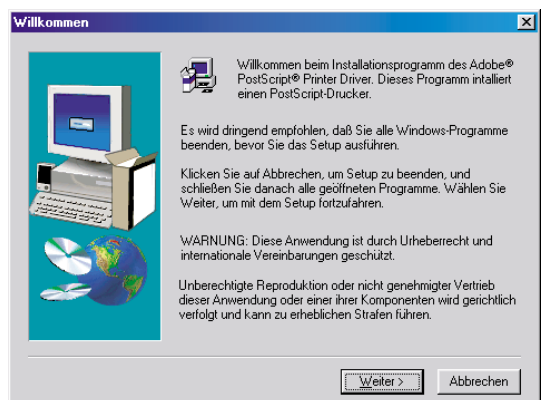 Willkommen
Willkommen beim Installationsprogramm des Adobe®
PostScript® Printer Driver. Dieses Programm intalliert
einen PostScript-Drucker.
Es wird dringend empfohlen, daß Sie alle Windows-Programme
beenden, bevor Sie das Setup ausführen.
Klicken Sie auf Abbrechen, um Setup zu beenden, und
schließen Sie danach alle geöffneten Programme. Wählen Sie
Weiter, um mit dem Setup fortzufahren.
WARNUNG: Diese Anwendung ist durch Urheberrecht und
internationale Vereinbarungen geschützt.
Unberechtigte Reproduktion oder nicht genehmigter Vertrieb
dieser Anwendung oder einer ihrer Komponenten wird gerichtlich
verfolgt und kann zu erheblichen Strafen führen.
Weiter >
Abbrechen